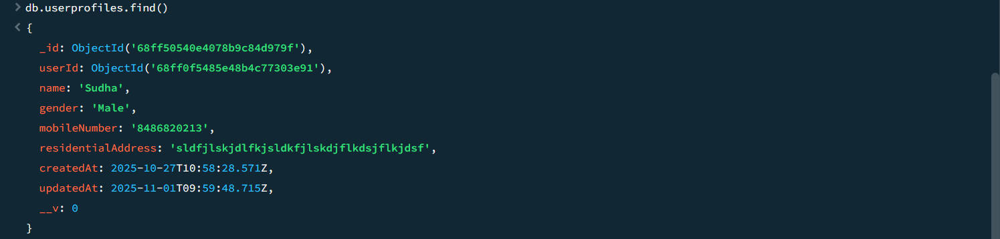 > db.userprofiles.find()
< {
_id: ObjectId('68ff50540e4078b9c84d979f'),
userId: ObjectId('68ff0f5485e48b4c77303e91'),
name: 'Sudha',
gender: 'Male',
mobileNumber: '8486820213',
residentialAddress: 'sldfjlskjdlfkjsldkfjlskdjflkdsjflkjdsf',
createdAt: 2025-10-27T10:58:28.571Z,
updatedAt: 2025-11-01T09:59:48.715Z,
__v: 0
}